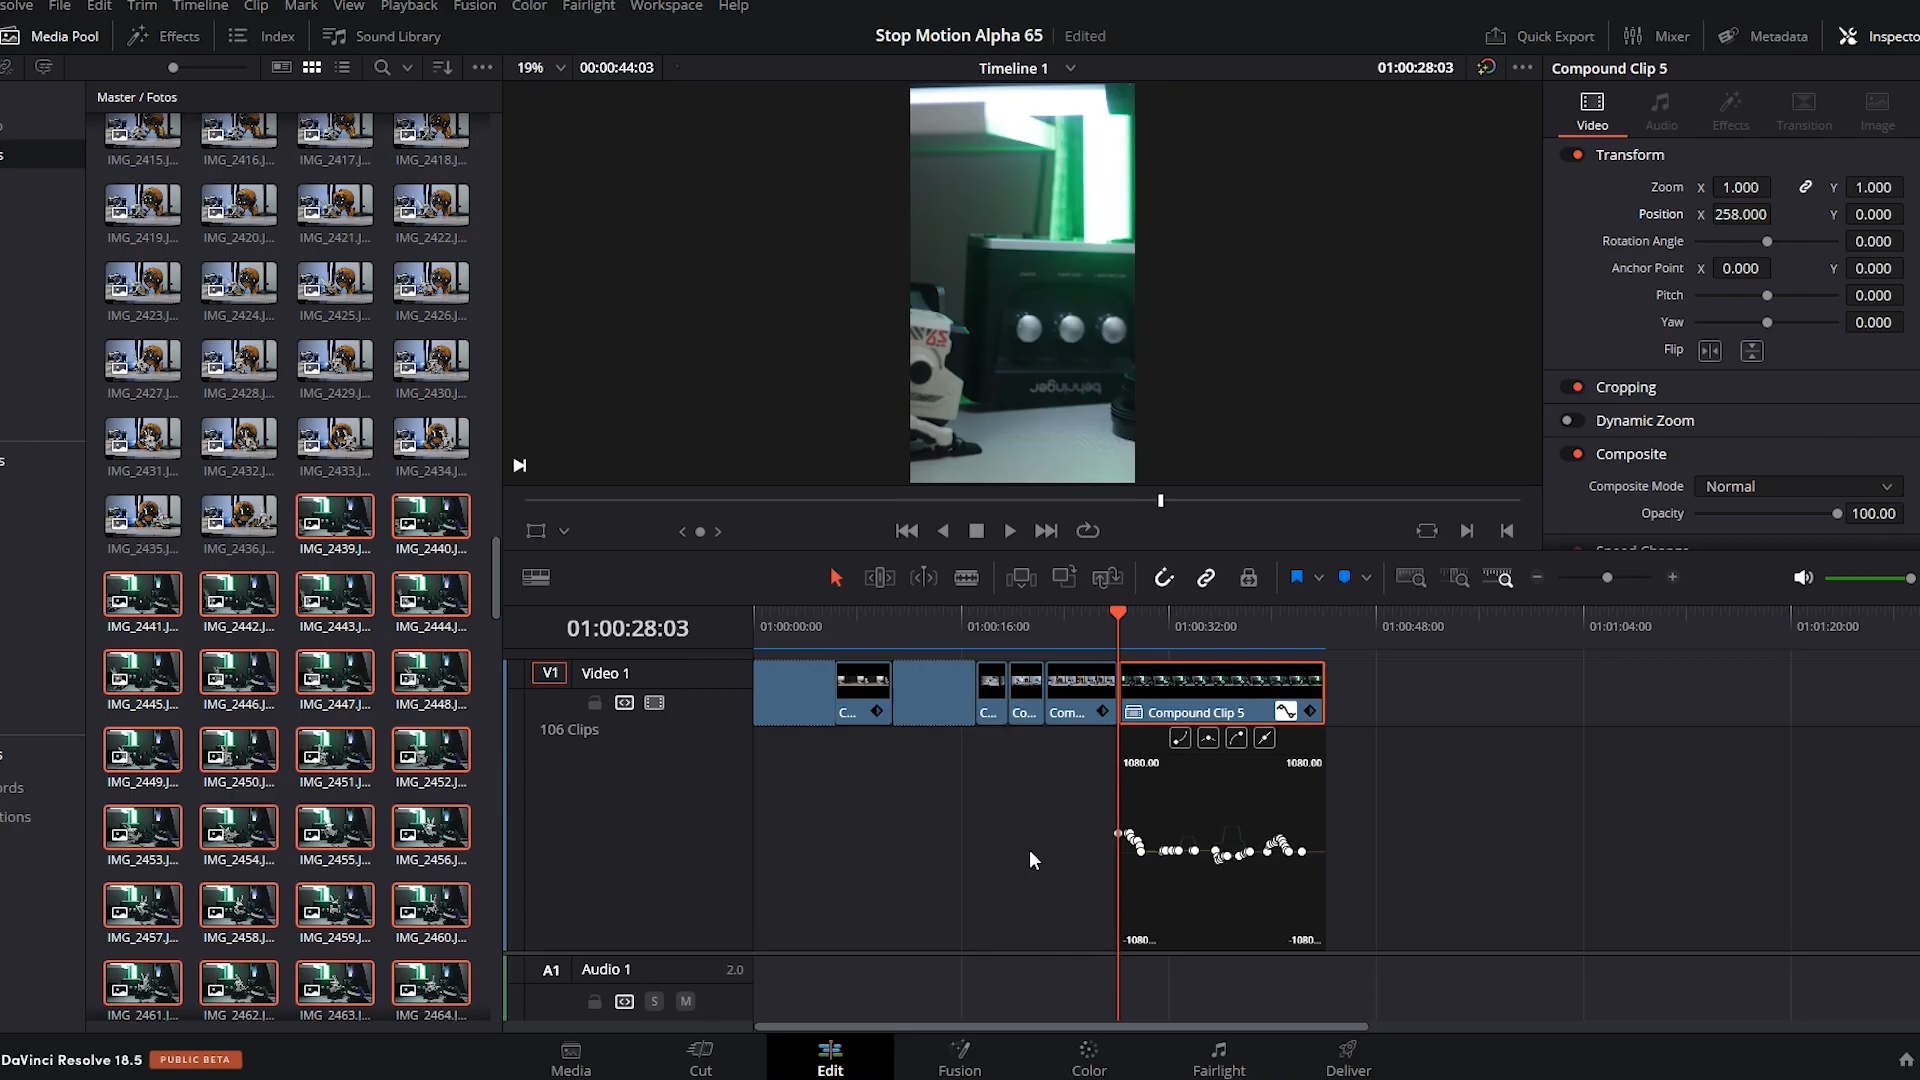 solve File Edit Trim Timeline Clip Mark View Playback Fusion Color Fairlight Workspace Help
Media Pool Effects Index Sound Library Stop Motion Alpha 65 Edited Quick Export Mixer Metadata Inspecto
19% 00:00:44:03 Timeline 1 01:00:28:03 Compound Clip 5
Master / Fotos
Video Audio Effects Transition Image
IMG_2415.J... IMG_2416.J... IMG_2417.J... IMG_2418.J...
IMG_2419.J... IMG_2420.J... IMG_2421.J... IMG_2422.J...
IMG_2423.J... IMG_2424.J... IMG_2425.J... IMG_2426.J...
IMG_2427.J... IMG_2428.J... IMG_2429.J... IMG_2430.J...
IMG_2431.J... IMG_2432.J... IMG_2433.J... IMG_2434.J...
IMG_2435.J... IMG_2436.J... IMG_2439.J... IMG_2440.J...
IMG_2441.J... IMG_2442.J... IMG_2443.J... IMG_2444.J...
IMG_2445.J... IMG_2446.J... IMG_2447.J... IMG_2448.J...
IMG_2449.J... IMG_2450.J... IMG_2451.J... IMG_2452.J...
IMG_2453.J... IMG_2454.J... IMG_2455.J... IMG_2456.J...
IMG_2457.J... IMG_2458.J... IMG_2459.J... IMG_2460.J...
IMG_2461.J... IMG_2462.J... IMG_2463.J... IMG_2464.J...
s
s
s
ords
tions
65
behringer
Transform
Zoom X 1.000 Y 1.000
Position X 258.000 Y 0.000
Rotation Angle 0.000
Anchor Point X 0.000 Y 0.000
Pitch 0.000
Yaw 0.000
Flip
Cropping
Dynamic Zoom
Composite
Composite Mode Normal
Opacity 100.00
Speed Change
01:00:28:03 01:00:00:00 01:00:16:00 01:00:32:00 01:00:48:00 01:01:04:00 01:01:20:00
V1 Video 1
C... C... Co... Com... Compound Clip 5
106 Clips
1080.00 1080.00
-1080... -1080...
A1 Audio 1 2.0
S M
DaVinci Resolve 18.5 PUBLIC BETA
Media Cut Edit Fusion Color Fairlight Deliver